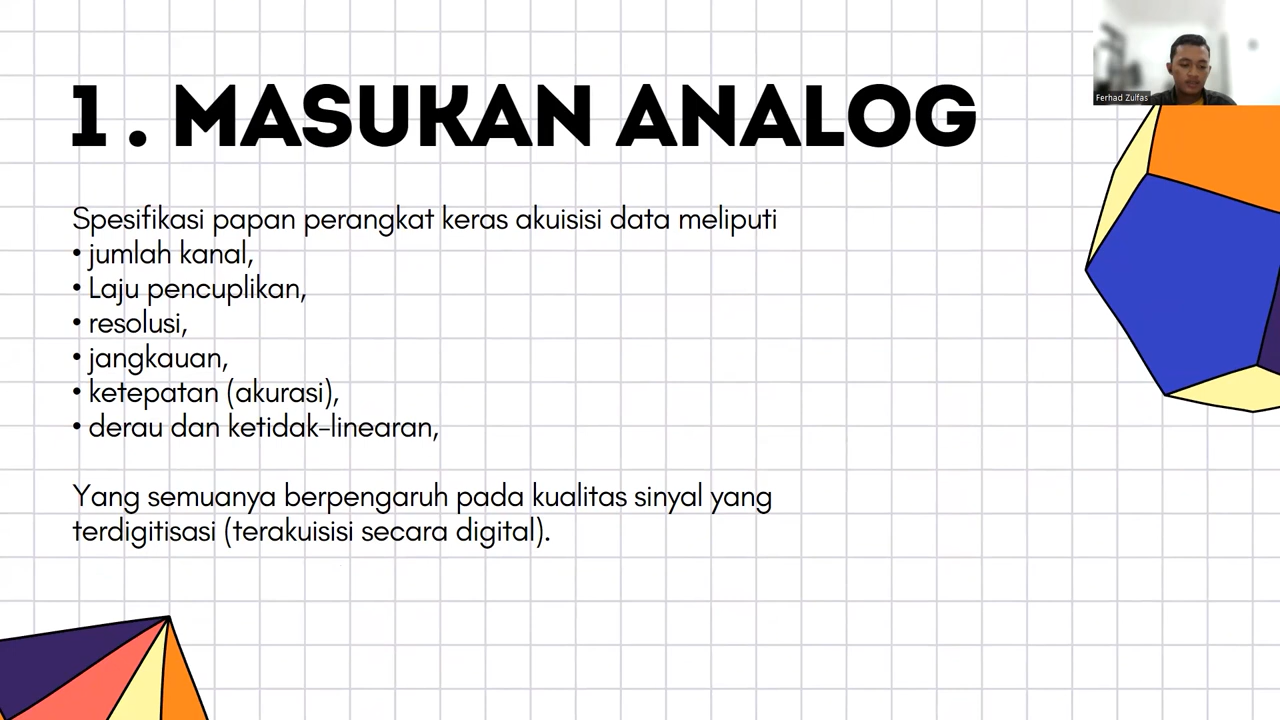 1. MASUKAN ANALOG
Ferhad Zulfas
Spesifikasi papan perangkat keras akuisisi data meliputi
• jumlah kanal,
• Laju pencuplikan,
• resolusi,
• jangkauan,
• ketepatan (akurasi),
• derau dan ketidak-linearan,
Yang semuanya berpengaruh pada kualitas sinyal yang
terdigitisasi (terakuisisi secara digital).